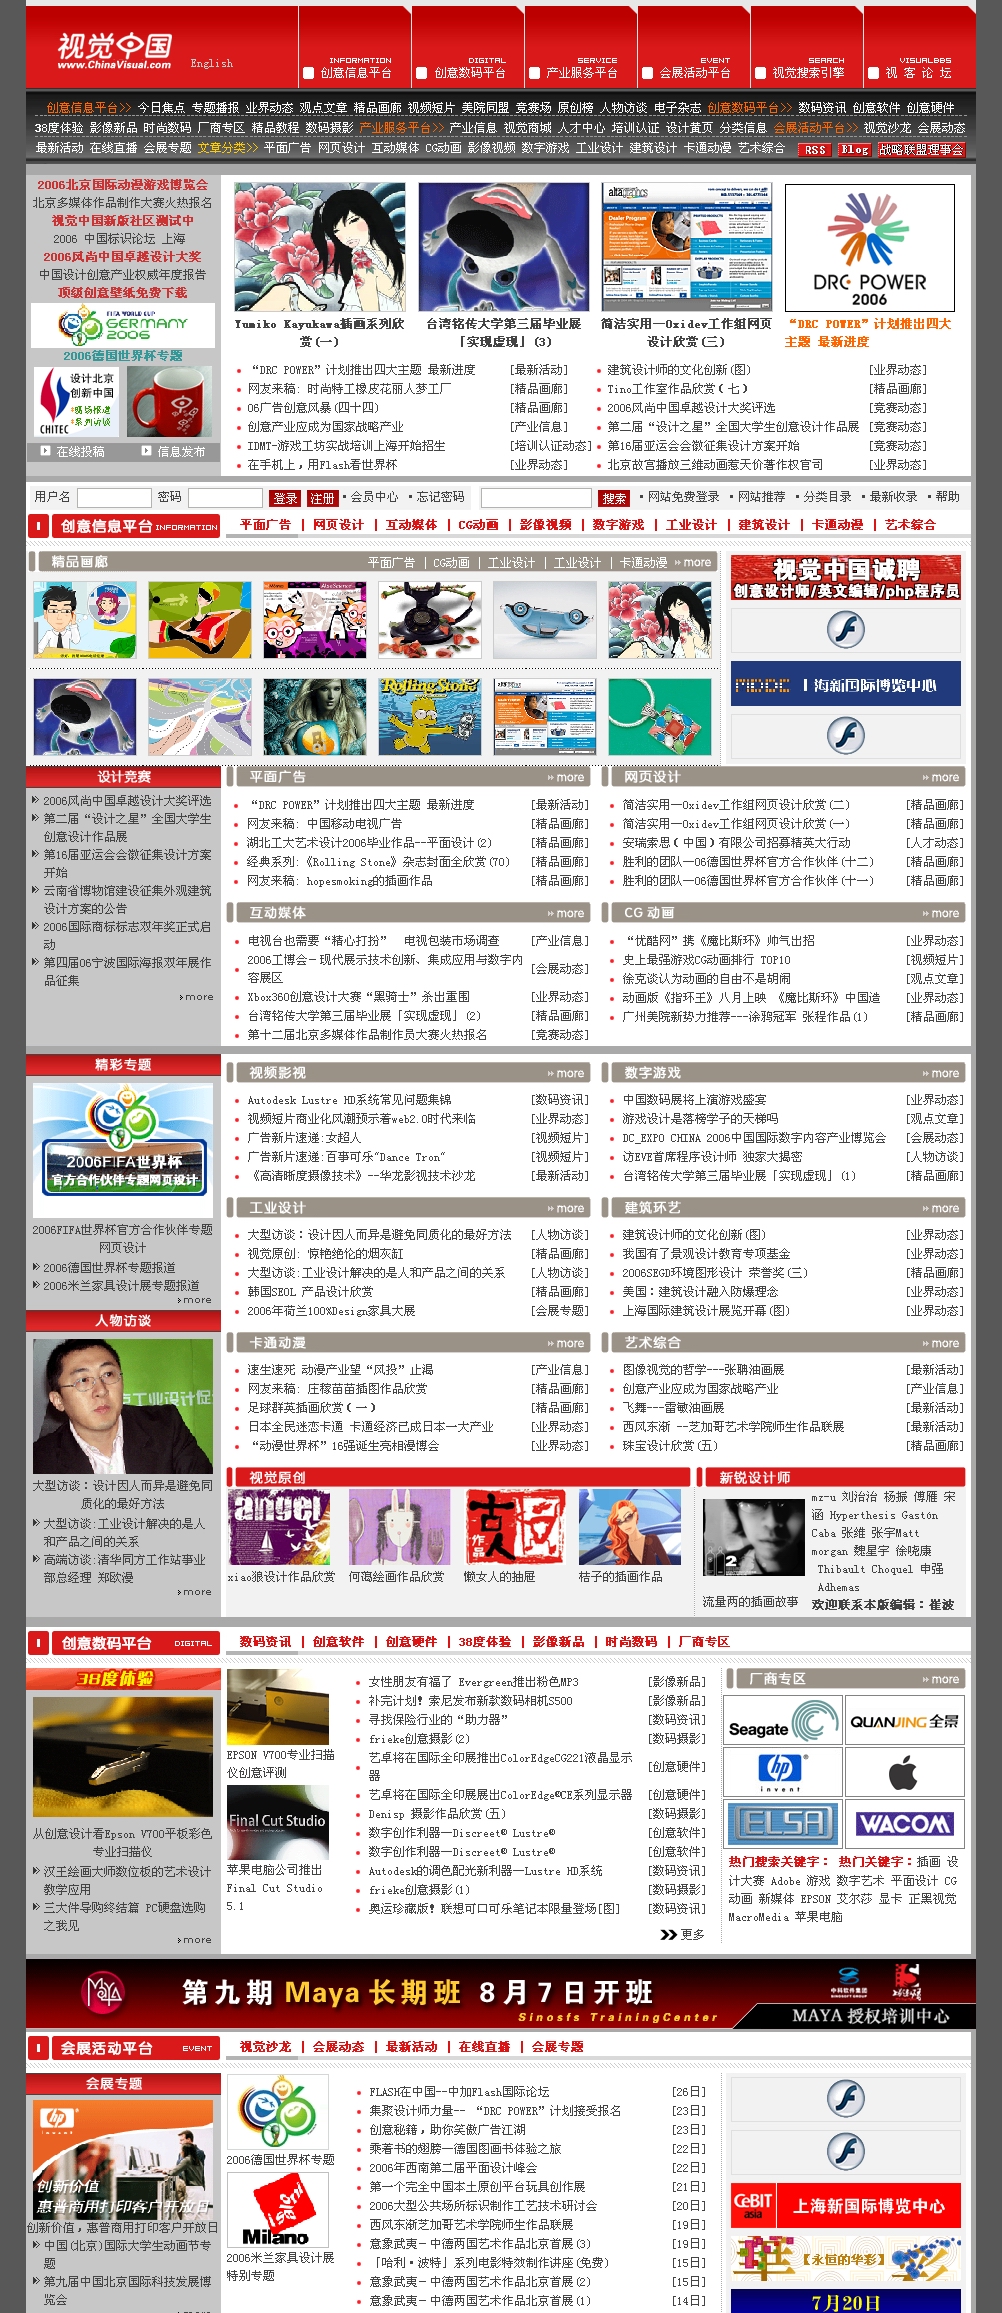 视觉中国
www.ChinaVisual.com
English
INFORMATION
创意信息平台
DIGITAL
创意数码平台
SERVICE
产业服务平台
EVENT
会展活动平台
SEARCH
视觉搜索引擎
VISUALBBS
视 客 论 坛
创意信息平台>> 今日焦点 专题播报 业界动态 观点文章 精品画廊 视频短片 美院同盟 竞赛场 原创榜 人物访谈 电子杂志 创意数码平台>> 数码资讯 创意软件 创意硬件
38度体验 影像新品 时尚数码 厂商专区 精品教程 数码摄影 产业服务平台>> 产业信息 视觉商城 人才中心 培训认证 设计黄页 分类信息 会展活动平台>> 视觉沙龙 会展动态
最新活动 在线直播 会展专题 文章分类>> 平面广告 网页设计 互动媒体 CG动画 影像视频 数字游戏 工业设计 建筑设计 卡通动漫 艺术综合 RSS Blog 战略联盟理事会
2006北京国际动漫游戏博览会
北京多媒体作品制作大赛火热报名
视觉中国新版社区测试中
2006 中国标识论坛 上海
2006风尚中国卓越设计大奖
中国设计创意产业权威年度报告
顶级创意壁纸免费下载
FIFA WORLD CUP
GERMANY
2006
2006德国世界杯专题
设计北京
创新中国
*现场报道
*系列访谈
CHITEC
在线投稿 信息发布
Yumiko Kayukawa插画系列欣赏(一)
台湾铭传大学第三届毕业展「实现虚现」(3)
简洁实用—Oxidev工作组网页设计欣赏(三)
DRC POWER
2006
“DRC POWER”计划推出四大主题 最新进度
“DRC POWER”计划推出四大主题 最新进度 [最新活动]
网友来稿: 时尚特工橡皮花丽人梦工厂 [精品画廊]
06广告创意风暴(四十四) [精品画廊]
创意产业应成为国家战略产业 [产业信息]
IDMT-游戏工坊实战培训上海开始招生 [培训认证动态]
在手机上，用Flash看世界杯 [业界动态]
建筑设计师的文化创新(图) [业界动态]
Tino工作室作品欣赏(七) [精品画廊]
2006风尚中国卓越设计大奖评选 [竞赛动态]
第二届“设计之星”全国大学生创意设计作品展 [竞赛动态]
第16届亚运会会徽征集设计方案开始 [竞赛动态]
北京故宫播放三维动画惹天价著作权官司 [业界动态]
用户名 密码 登录 注册 ·会员中心 ·忘记密码 搜索 ·网站免费登录 ·网站推荐 ·分类目录 ·最新收录 ·帮助
创意信息平台 INFORMATION
平面广告 | 网页设计 | 互动媒体 | CG动画 | 影像视频 | 数字游戏 | 工业设计 | 建筑设计 | 卡通动漫 | 艺术综合
精品画廊
平面广告 | CG动画 | 工业设计 | 工业设计 | 卡通动漫 more
视觉中国诚聘
创意设计师/英文编辑/php程序员
上海新国际博览中心
RollingStone
设计竞赛
2006风尚中国卓越设计大奖评选
第二届“设计之星”全国大学生创意设计作品展
第16届亚运会会徽征集设计方案开始
云南省博物馆建设征集外观建筑设计方案的公告
2006国际商标标志双年奖正式启动
第四届06宁波国际海报双年展作品征集
more
平面广告 more
“DRC POWER”计划推出四大主题 最新进度 [最新活动]
网友来稿: 中国移动电视广告 [精品画廊]
湖北工大艺术设计2006毕业作品--平面设计(2) [精品画廊]
经典系列:《Rolling Stone》杂志封面全欣赏(70) [精品画廊]
网友来稿: hopesmoking的插画作品 [精品画廊]
网页设计 more
简洁实用—Oxidev工作组网页设计欣赏(二) [精品画廊]
简洁实用—Oxidev工作组网页设计欣赏(一) [精品画廊]
安瑞索思(中国)有限公司招募精英大行动 [人才动态]
胜利的团队—06德国世界杯官方合作伙伴(十二) [精品画廊]
胜利的团队—06德国世界杯官方合作伙伴(十一) [精品画廊]
互动媒体 more
电视台也需要“精心打扮” 电视包装市场调查 [产业信息]
2006工博会－现代展示技术创新、集成应用与数字内容展区 [会展动态]
Xbox360创意设计大赛“黑骑士”杀出重围 [业界动态]
台湾铭传大学第三届毕业展「实现虚现」(2) [精品画廊]
第十二届北京多媒体作品制作员大赛火热报名 [竞赛动态]
CG 动画 more
“优酷网”携《魔比斯环》帅气出招 [业界动态]
史上最强游戏CG动画排行 TOP10 [视频短片]
徐克谈认为动画的自由不是胡闹 [观点文章]
动画版《指环王》八月上映 《魔比斯环》中国造 [业界动态]
广州美院新势力推荐---涂鸦冠军 张程作品(1) [精品画廊]
精彩专题
2006FIFA世界杯
官方合作伙伴专题网页设计
2006FIFA世界杯官方合作伙伴专题网页设计
2006德国世界杯专题报道
2006米兰家具设计展专题报道
more
视频影视 more
Autodesk Lustre HD系统常见问题集锦 [数码资讯]
视频短片商业化风潮预示着web2.0时代来临 [业界动态]
广告新片速递:女超人 [视频短片]
广告新片速递:百事可乐"Dance Tron" [视频短片]
《高清晰度摄像技术》--华龙影视技术沙龙 [最新活动]
数字游戏 more
中国数码展将上演游戏盛宴 [业界动态]
游戏设计是落榜学子的天梯吗 [观点文章]
DC_EXPO CHINA 2006中国国际数字内容产业博览会 [会展动态]
访EVE首席程序设计师 独家大揭密 [人物访谈]
台湾铭传大学第三届毕业展「实现虚现」(1) [精品画廊]
工业设计 more
大型访谈：设计因人而异是避免同质化的最好方法 [人物访谈]
视觉原创: 惊艳绝伦的烟灰缸 [精品画廊]
大型访谈:工业设计解决的是人和产品之间的关系 [人物访谈]
韩国SEOL 产品设计欣赏 [精品画廊]
2006年荷兰100%Design家具大展 [会展专题]
建筑环艺 more
建筑设计师的文化创新(图) [业界动态]
我国有了景观设计教育专项基金 [业界动态]
2006SEGD环境图形设计 荣誉奖(三) [精品画廊]
美国：建筑设计融入防爆理念 [业界动态]
上海国际建筑设计展览开幕(图) [业界动态]
人物访谈
大型访谈：设计因人而异是避免同质化的最好方法
大型访谈:工业设计解决的是人和产品之间的关系
高端访谈:清华同方工作站事业部总经理 郑欧漫
more
卡通动漫 more
速生速死 动漫产业望“风投”止渴 [产业信息]
网友来稿: 庄稼苗苗插图作品欣赏 [精品画廊]
足球群英插画欣赏(一) [精品画廊]
日本全民迷恋卡通 卡通经济已成日本一大产业 [业界动态]
“动漫世界杯”16强诞生亮相漫博会 [业界动态]
艺术综合 more
图像视觉的哲学---张聃油画展 [最新活动]
创意产业应成为国家战略产业 [产业信息]
飞舞---雷敏油画展 [最新活动]
西风东渐 --芝加哥艺术学院师生作品联展 [最新活动]
珠宝设计欣赏(五) [精品画廊]
视觉原创
angel
xiao狼设计作品欣赏
何蔼绘画作品欣赏
懒女人的抽屉
桔子的插画作品
新锐设计师
流量两的插画故事
mz-u 刘治治 杨振 傅雁 宋涵 Hyperthesis Gastón Caba 张维 张宇Matt morgan 魏星宇 徐晓康 Thibault Choquel 申强 Adhemas
欢迎联系本版编辑：崔波
创意数码平台 DIGITAL
数码资讯 | 创意软件 | 创意硬件 | 38度体验 | 影像新品 | 时尚数码 | 厂商专区
38度体验
从创意设计看Epson V700平板彩色专业扫描仪
汉王绘画大师数位板的艺术设计教学应用
三大件导购终结篇 PC硬盘选购之我见
more
EPSON V700专业扫描仪创意评测
Final Cut Studio
苹果电脑公司推出Final Cut Studio 5.1
女性朋友有福了 Evergreen推出粉色MP3 [影像新品]
补完计划! 索尼发布新款数码相机S500 [影像新品]
寻找保险行业的“助力器” [数码资讯]
frieke创意摄影(2) [数码摄影]
艺卓将在国际全印展推出ColorEdgeCG221液晶显示器 [创意硬件]
艺卓将在国际全印展展出ColorEdge®CE系列显示器 [创意硬件]
Denisp 摄影作品欣赏(五) [数码摄影]
数字创作利器—Discreet® Lustre® [创意软件]
数字创作利器—Discreet® Lustre® [创意软件]
Autodesk的调色配光新利器—Lustre HD系统 [数码资讯]
frieke创意摄影(1) [数码摄影]
奥运珍藏版! 联想可口可乐笔记本限量登场[图] [数码资讯]
更多
厂商专区 more
Seagate
QUANJING 全景
hp
invent
ELSA
WACOM
热门搜索关键字： 热门关键字：插画 设计大赛 Adobe 游戏 数字艺术 平面设计 CG动画 新媒体 EPSON 艾尔莎 显卡 正黑视觉 MacroMedia 苹果电脑
MAYA
第九期 Maya 长期班 8月7日开班
Sinosfs TrainingCenter
MAYA 授权培训中心
会展活动平台 EVENT
视觉沙龙 | 会展动态 | 最新活动 | 在线直播 | 会展专题
会展专题
创新价值
惠普商用打印客户开放日
创新价值，惠普商用打印客户开放日
中国(北京)国际大学生动画节专题
第九届中国北京国际科技发展博览会
2006德国世界杯专题
Milano
2006米兰家具设计展特别专题
FLASH在中国--中加Flash国际论坛 [26日]
集聚设计师力量-- “DRC POWER”计划接受报名 [23日]
创意秘籍，助你笑傲广告江湖 [23日]
乘着书的翅膀—德国图画书体验之旅 [22日]
2006年西南第二届平面设计峰会 [22日]
第一个完全中国本土原创平台玩具创作展 [21日]
2006大型公共场所标识制作工艺技术研讨会 [20日]
西风东渐芝加哥艺术学院师生作品联展 [19日]
意象武夷－中德两国艺术作品北京首展(3) [19日]
「哈利·波特」系列电影特效制作讲座(免费) [15日]
意象武夷－中德两国艺术作品北京首展(2) [15日]
意象武夷－中德两国艺术作品北京首展(1) [14日]
CeBIT
asia
上海新国际博览中心
【永恒的华彩】
7月20日